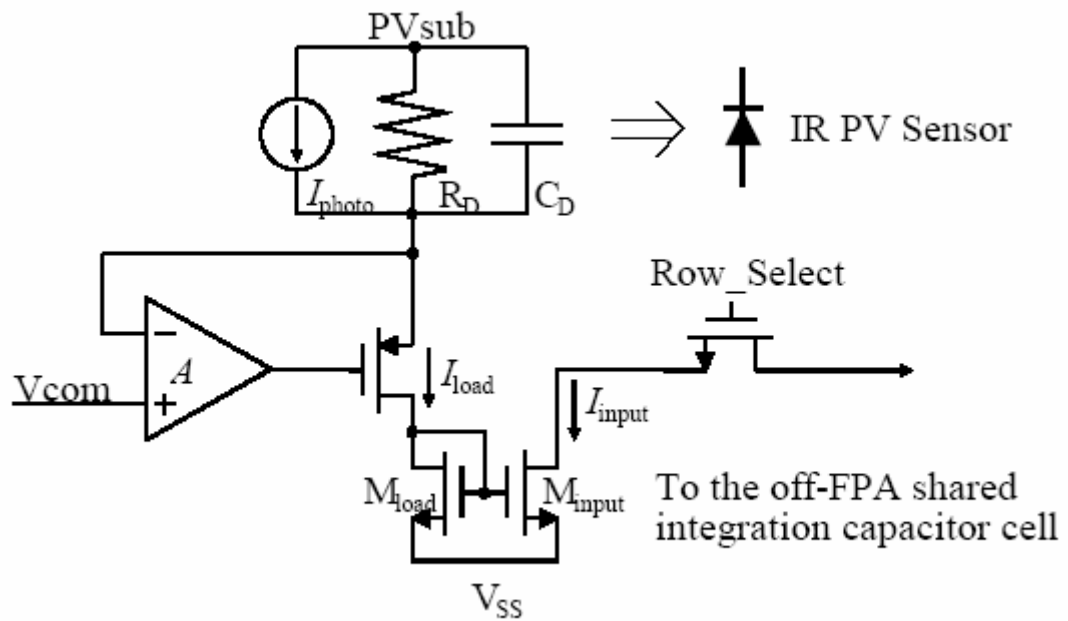 PVsub
IR PV Sensor
Iphoto
RD
CD
Row_Select
−
A
Vcom
+
Iload
Iinput
Mload
Minput
To the off-FPA shared
integration capacitor cell
VSS